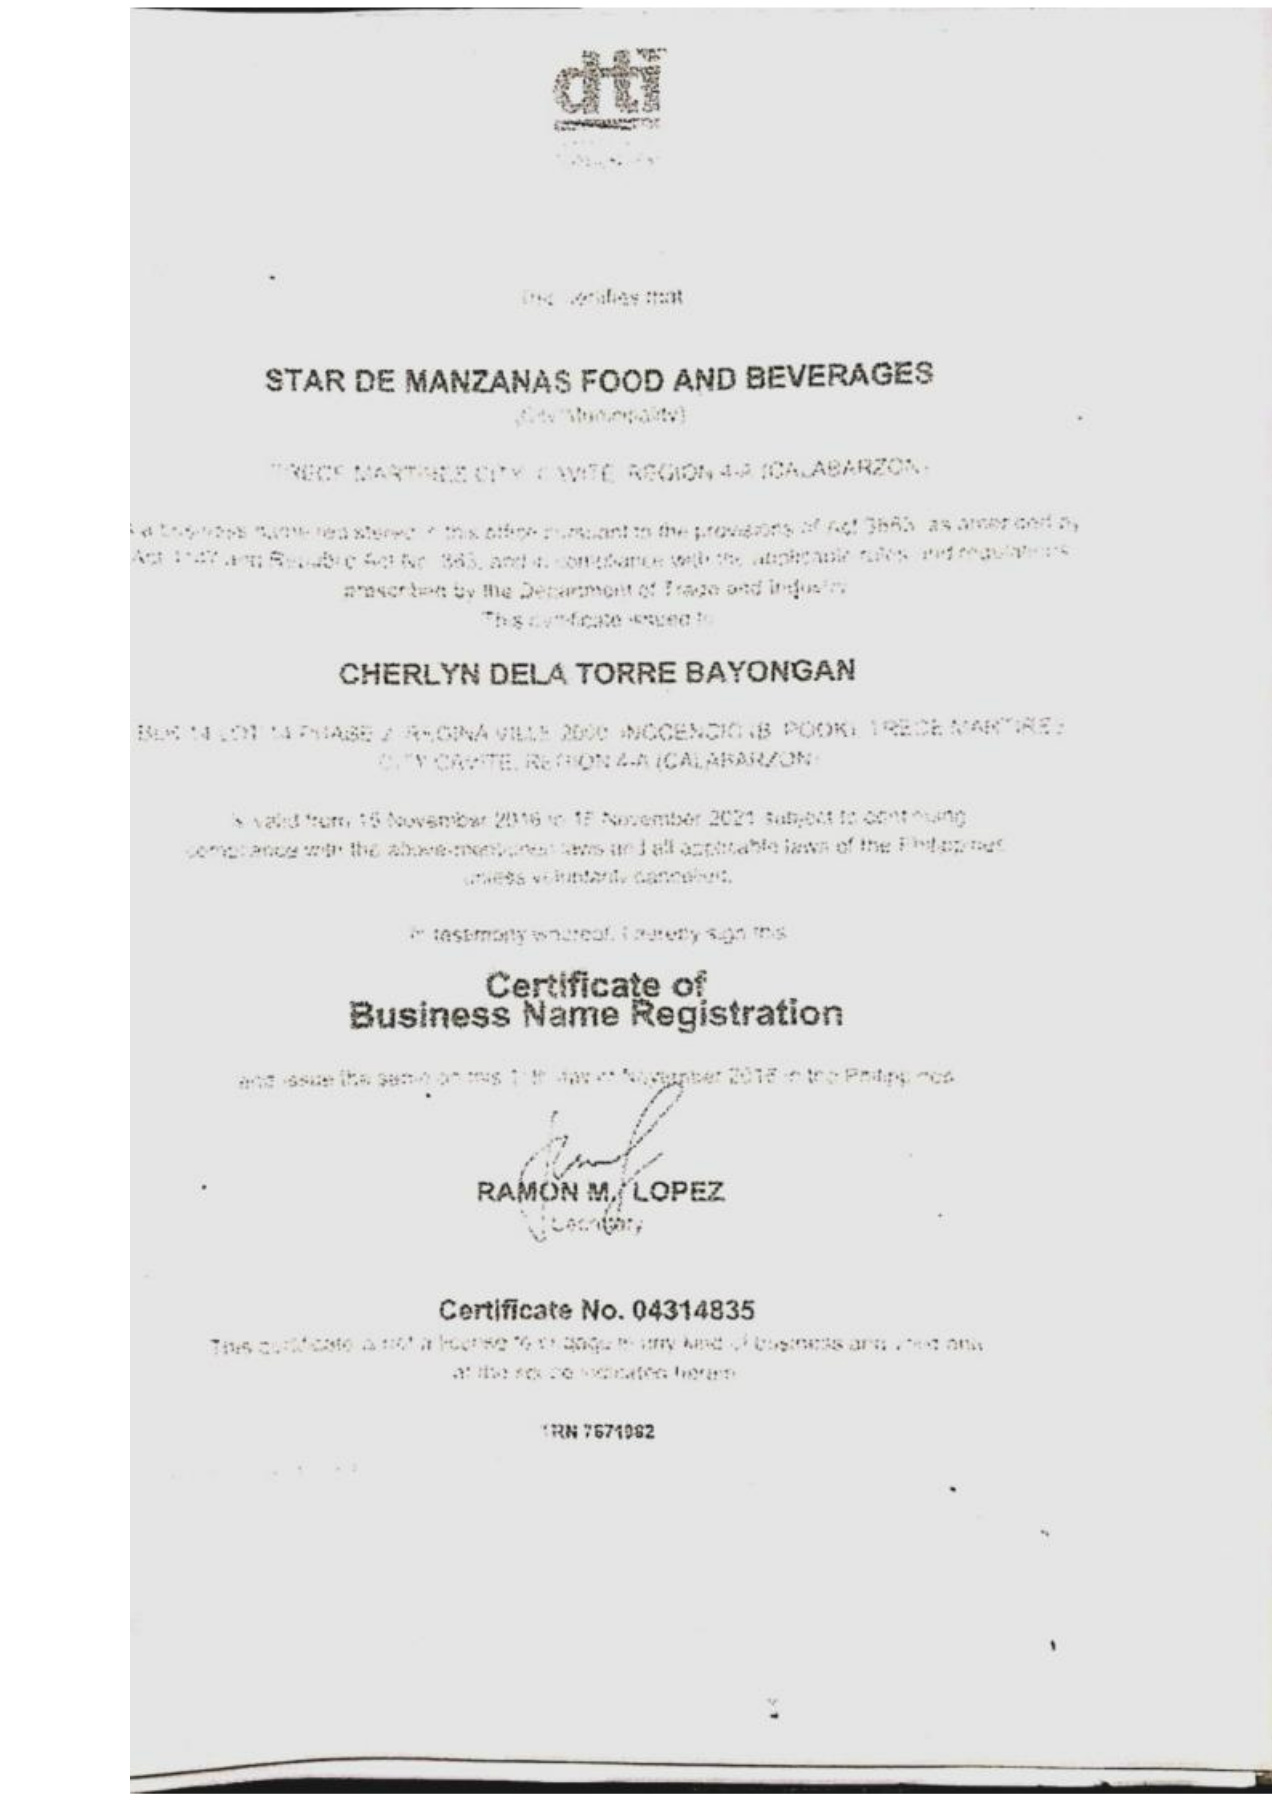 dti
This certifies that
STAR DE MANZANAS FOOD AND BEVERAGES
(City/Municipality)
TRECE MARTIREZ CITY, CAVITE, REGION 4-A (CALABARZON)
is a business name registered in this office pursuant to the provisions of Act 3883, as amended by
Act 4147 and Republic Act No. 863, and in compliance with the applicable rules and regulations
prescribed by the Department of Trade and Industry
This certificate issued to
CHERLYN DELA TORRE BAYONGAN
BLK 14 LOT 14 PHASE 2 REGINA VILLE 2000 INOCENCIO (B. POOK), TRECE MARTIREZ
CITY CAVITE, REGION 4-A (CALABARZON)
is valid from November 2016 to November 2021 subject to continuing
compliance with the above-mentioned laws and all applicable laws of the Philippines
unless voluntarily cancelled.
In testimony whereof, I hereby sign this
Certificate of
Business Name Registration
and issue the same on this day of November 2016 in the Philippines
RAMON M. LOPEZ
Secretary
Certificate No. 04314835
This certificate is not a license to engage in any kind of business and valid only
at the scope indicated herein
TRN